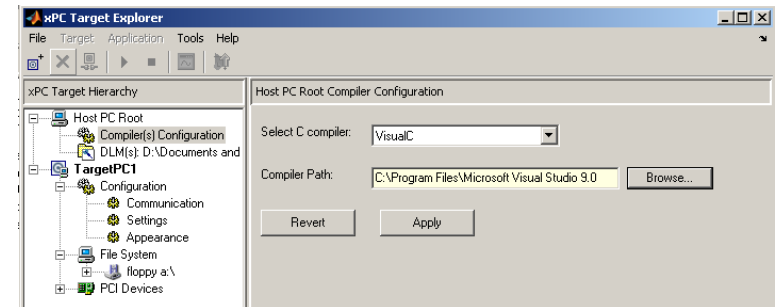 xPC Target Explorer
File Target Application Tools Help
xPC Target Hierarchy
Host PC Root
Compiler(s) Configuration
DLM(s): D:\Documents and
TargetPC1
Configuration
Communication
Settings
Appearance
File System
floppy a:\
PCI Devices
Host PC Root Compiler Configuration
Select C compiler: VisualC
Compiler Path: C:\Program Files\Microsoft Visual Studio 9.0 Browse...
Revert Apply